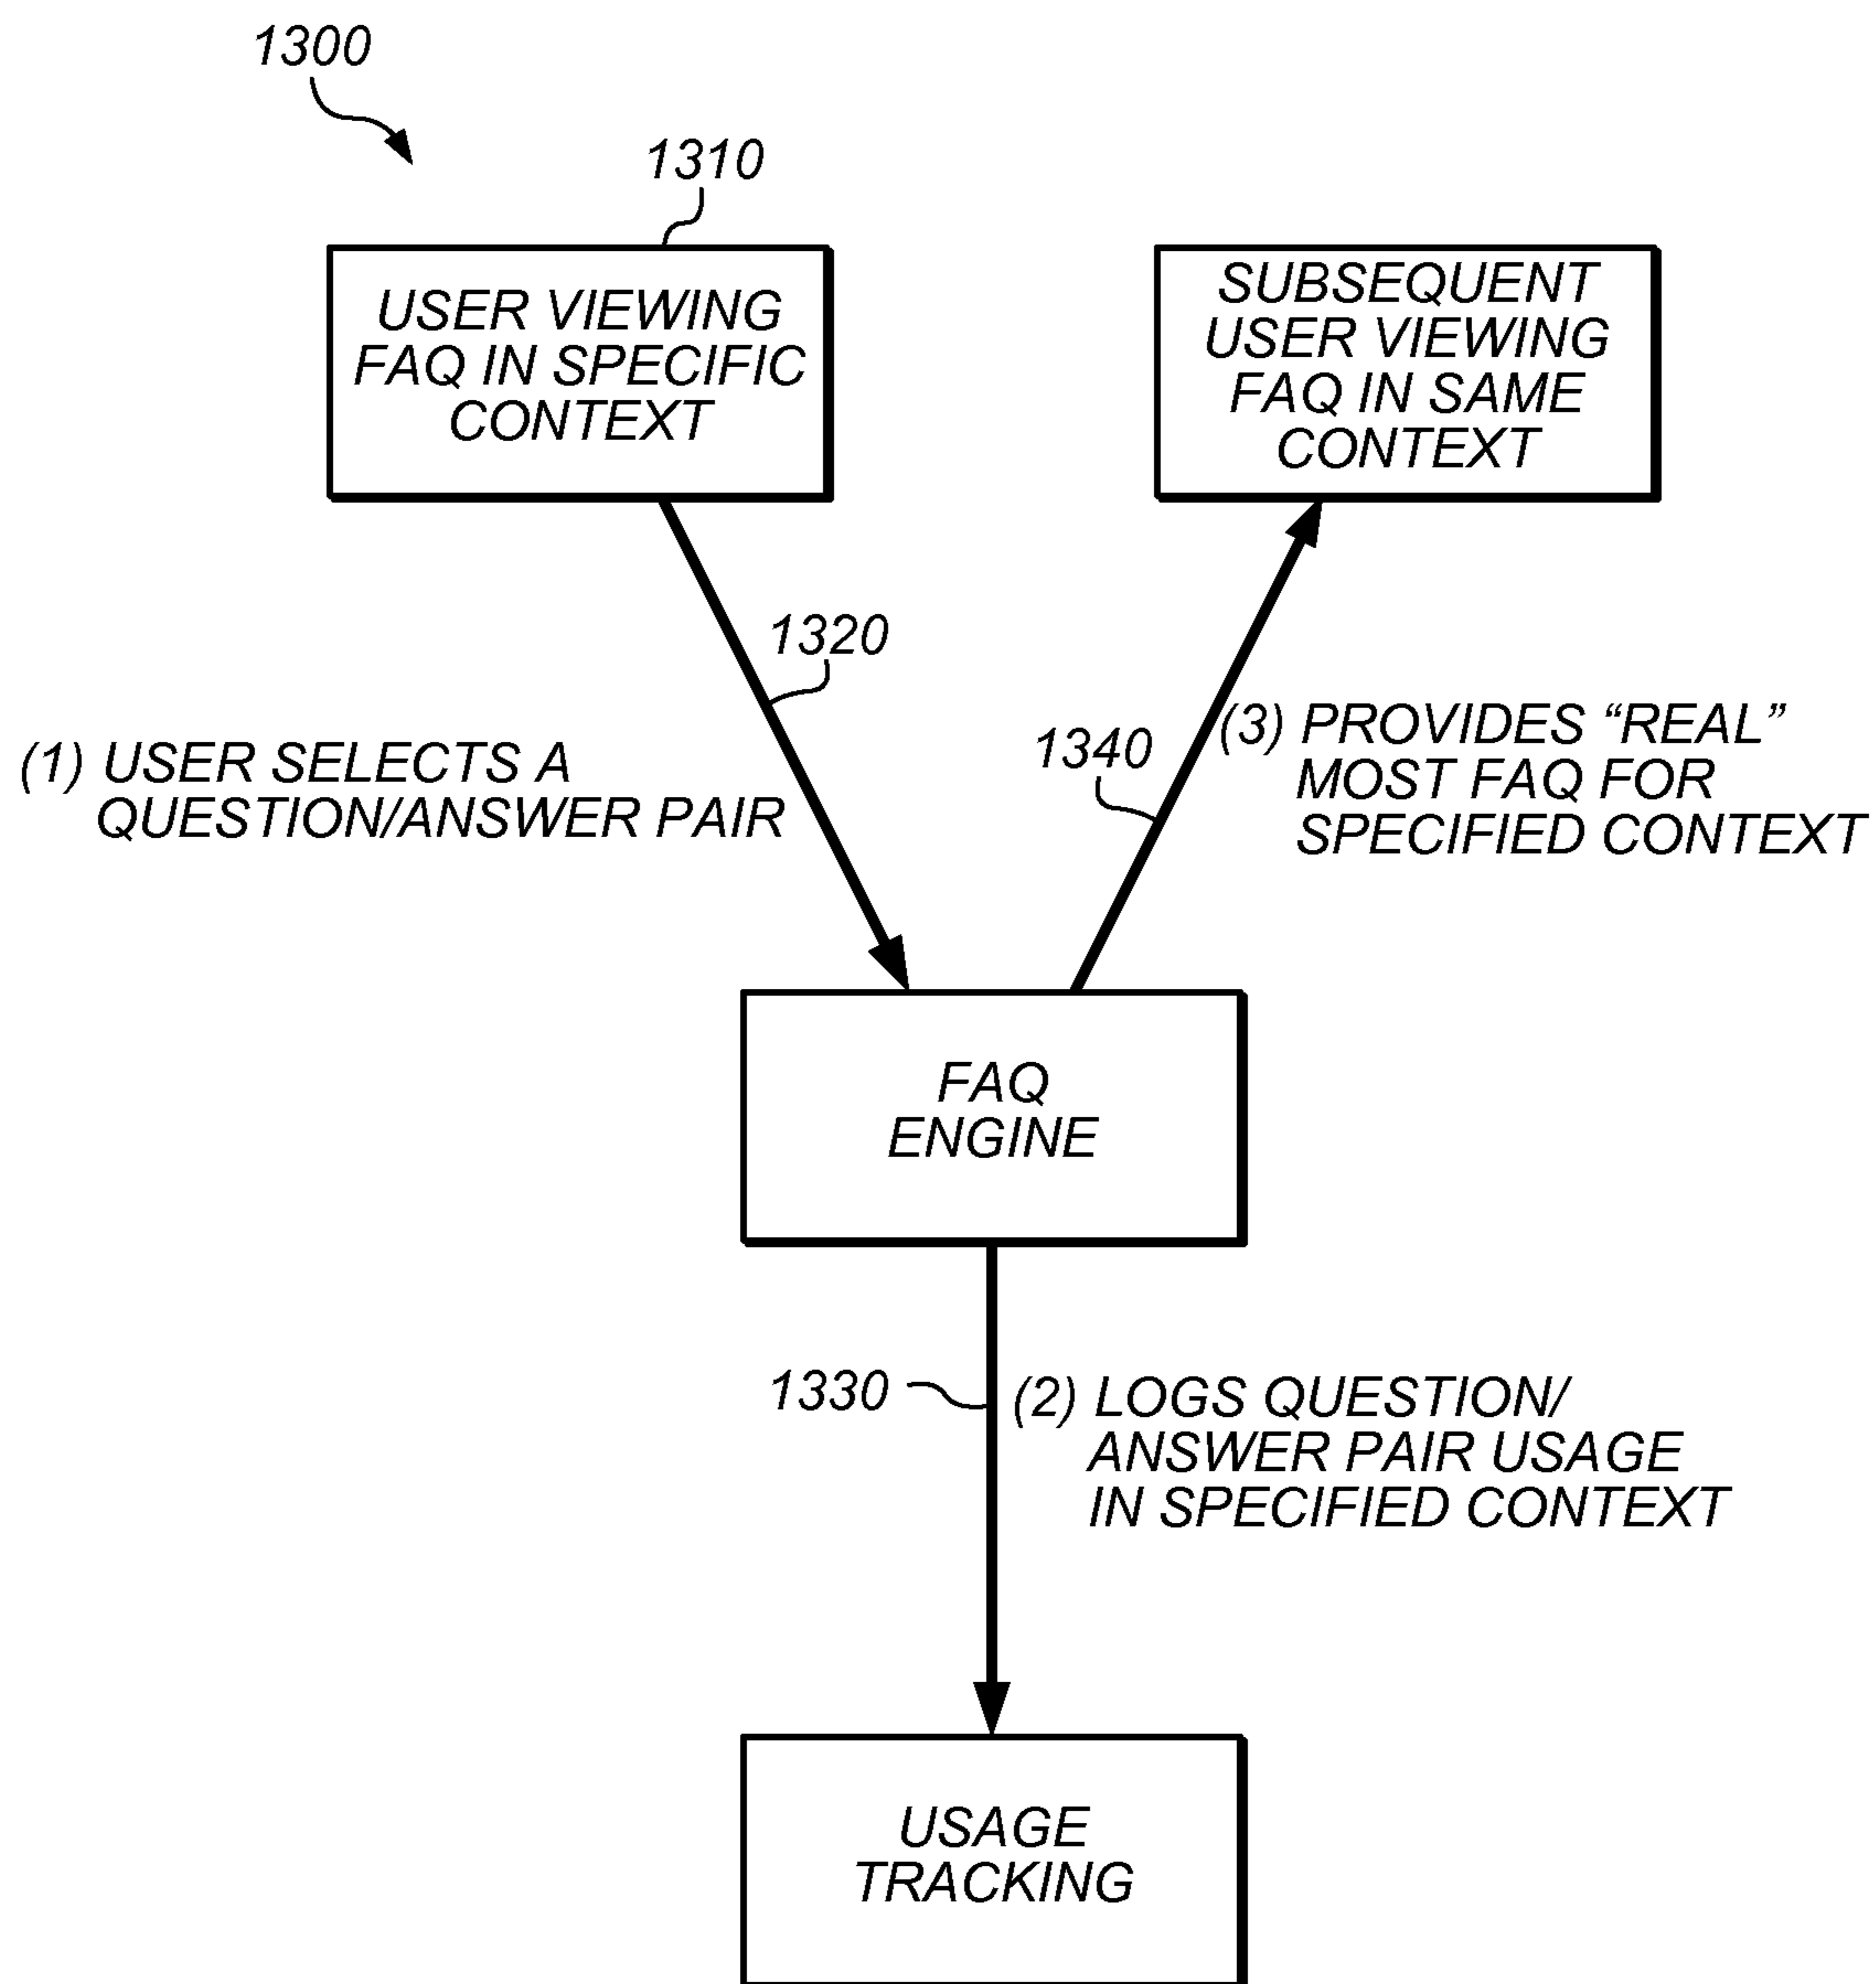 1300
1310
USER VIEWING
FAQ IN SPECIFIC
CONTEXT
SUBSEQUENT
USER VIEWING
FAQ IN SAME
CONTEXT
1320
(1) USER SELECTS A
QUESTION/ANSWER PAIR
1340
(3) PROVIDES “REAL”
MOST FAQ FOR
SPECIFIED CONTEXT
FAQ
ENGINE
1330
(2) LOGS QUESTION/
ANSWER PAIR USAGE
IN SPECIFIED CONTEXT
USAGE
TRACKING